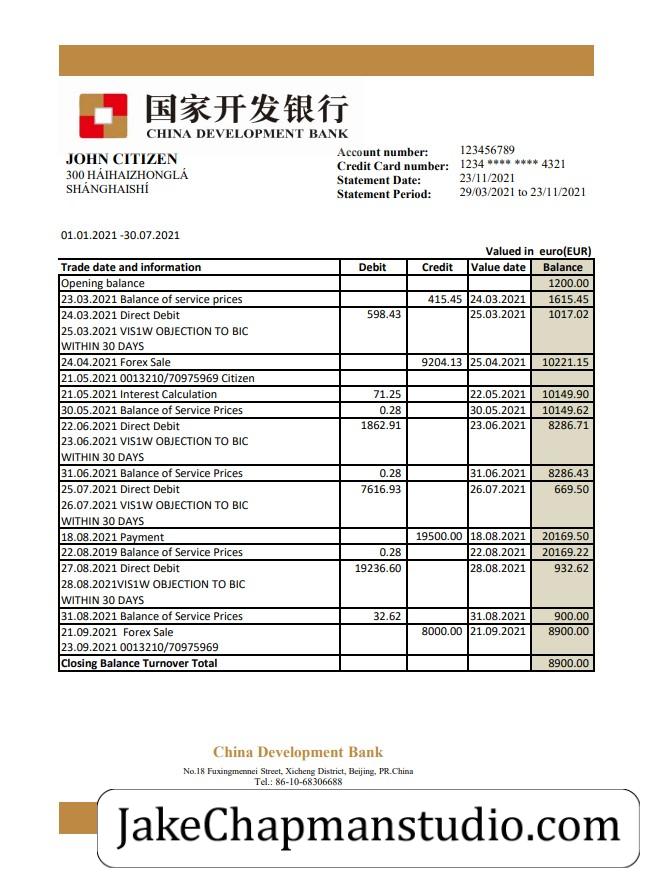 国家开发银行
CHINA DEVELOPMENT BANK
JOHN CITIZEN
300 HÁIHAIZHONGLÁ
SHÁNGHAISHÍ
Account number: 123456789
Credit Card number: 1234 **** **** 4321
Statement Date: 23/11/2021
Statement Period: 29/03/2021 to 23/11/2021
01.01.2021 -30.07.2021
Valued in euro(EUR)
Trade date and information Debit Credit Value date Balance
Opening balance 1200.00
23.03.2021 Balance of service prices 415.45 24.03.2021 1615.45
24.03.2021 Direct Debit 598.43 25.03.2021 1017.02
25.03.2021 VIS1W OBJECTION TO BIC
WITHIN 30 DAYS
24.04.2021 Forex Sale 9204.13 25.04.2021 10221.15
21.05.2021 0013210/70975969 Citizen
21.05.2021 Interest Calculation 71.25 22.05.2021 10149.90
30.05.2021 Balance of Service Prices 0.28 30.05.2021 10149.62
22.06.2021 Direct Debit 1862.91 23.06.2021 8286.71
23.06.2021 VIS1W OBJECTION TO BIC
WITHIN 30 DAYS
31.06.2021 Balance of Service Prices 0.28 31.06.2021 8286.43
25.07.2021 Direct Debit 7616.93 26.07.2021 669.50
26.07.2021 VIS1W OBJECTION TO BIC
WITHIN 30 DAYS
18.08.2021 Payment 19500.00 18.08.2021 20169.50
22.08.2019 Balance of Service Prices 0.28 22.08.2021 20169.22
27.08.2021 Direct Debit 19236.60 28.08.2021 932.62
28.08.2021VIS1W OBJECTION TO BIC
WITHIN 30 DAYS
31.08.2021 Balance of Service Prices 32.62 31.08.2021 900.00
21.09.2021 Forex Sale 8000.00 21.09.2021 8900.00
23.09.2021 0013210/70975969
Closing Balance Turnover Total 8900.00
China Development Bank
No.18 Fuxingmennei Street, Xicheng District, Beijing, PR.China
Tel.: 86-10-68306688
JakeChapmanstudio.com